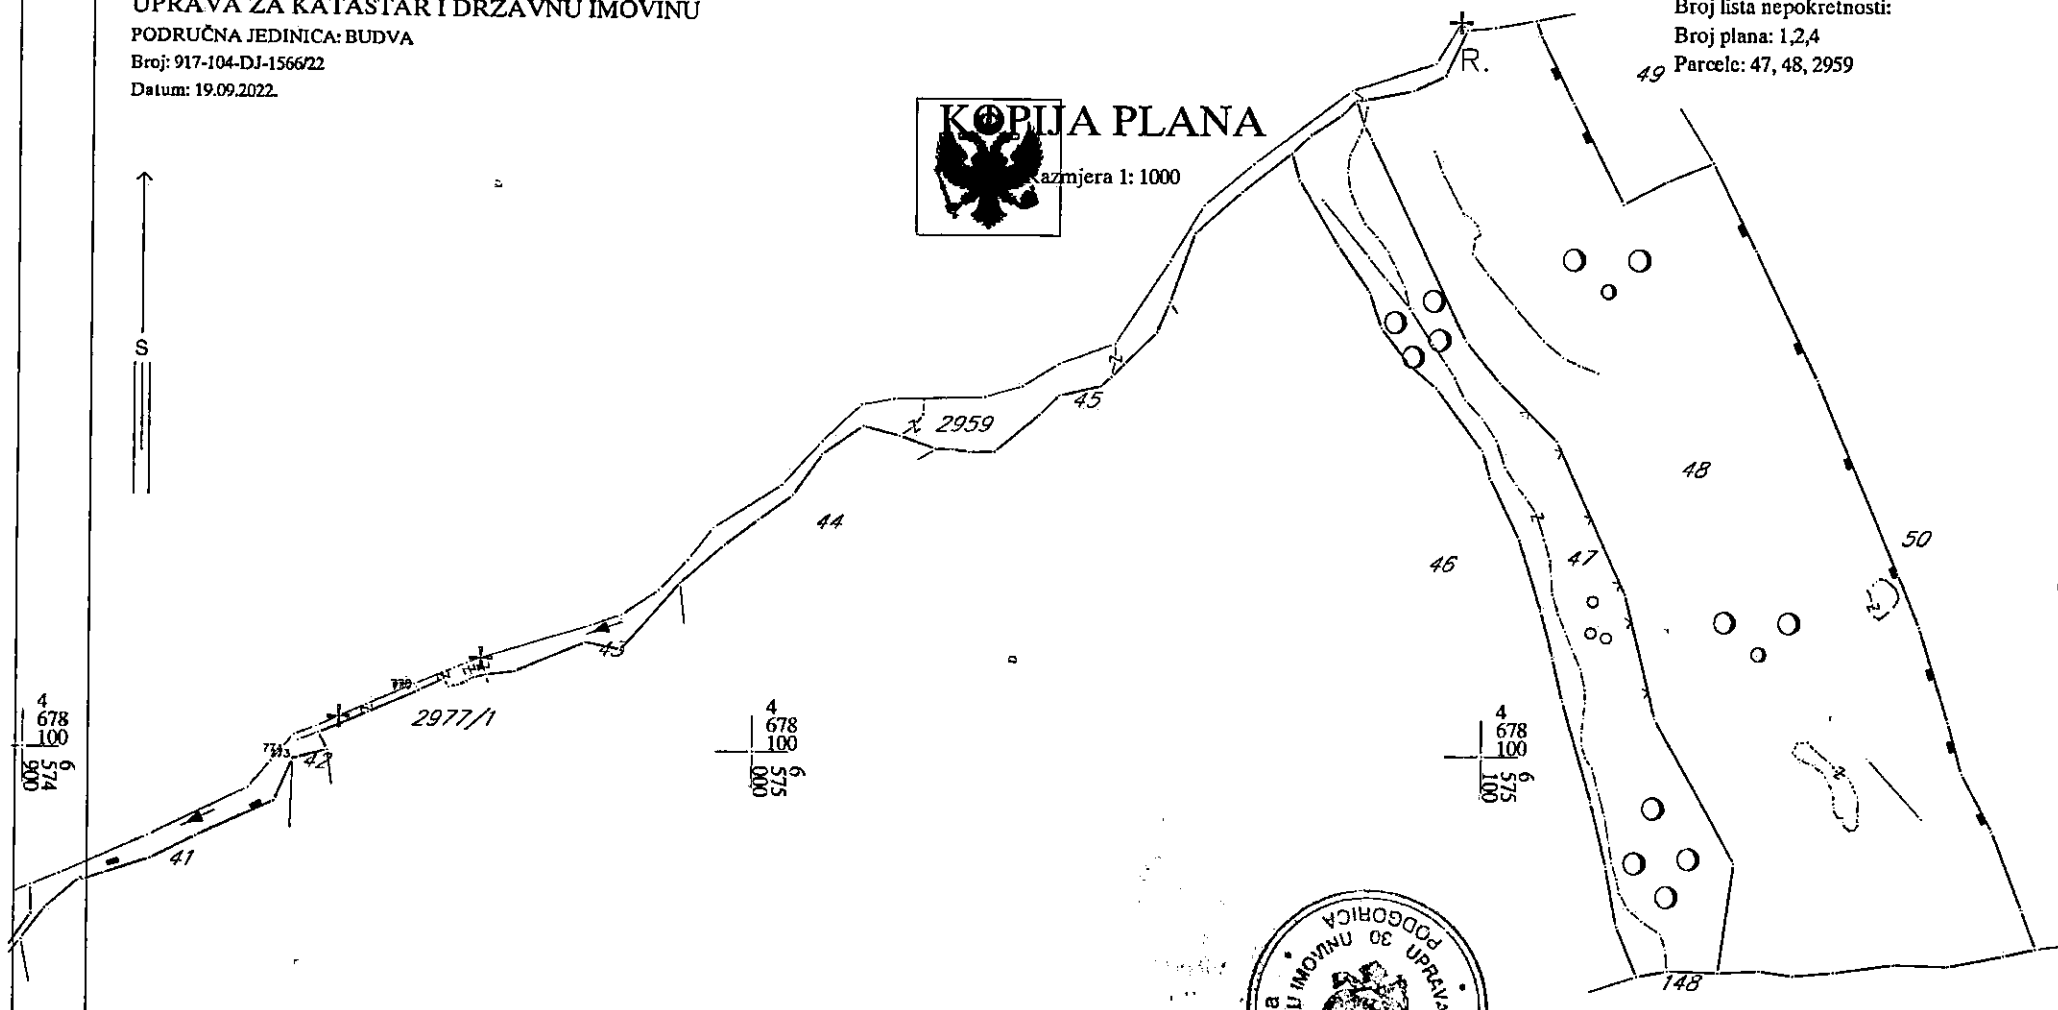 UPRAVA ZA KATASTAR I DRŽAVNU IMOVINU
PODRUČNA JEDINICA: BUDVA
Broj: 917-104-DJ-1566/22
Datum: 19.09.2022.
Broj lista nepokretnosti:
Broj plana: 1,2,4
Parcele: 47, 48, 2959
KOPIJA PLANA
Razmjera 1: 1000
S
R.
49
45
2959
44
48
50
46
47
43
2977/1
42
41
148
4
678
100
6
574
900
4
678
100
6
575
000
4
678
100
6
575
100
PODGORICA
UPRAVA
30
IMOVINU